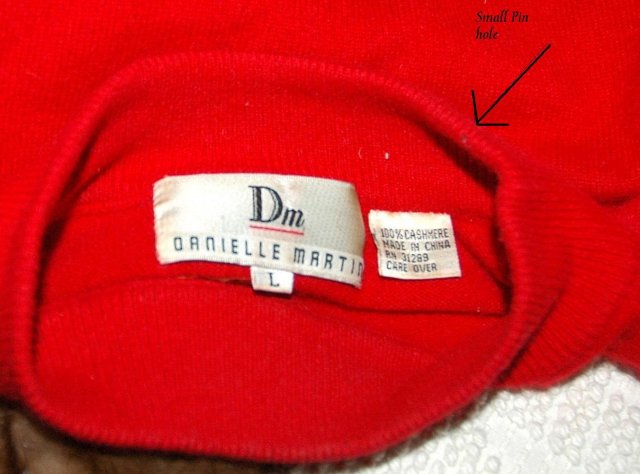 Small Pin
hole
Dm
DANIELLE MARTIN
L
100% CASHMERE
MADE IN CHINA
RN 31289
CARE OVER